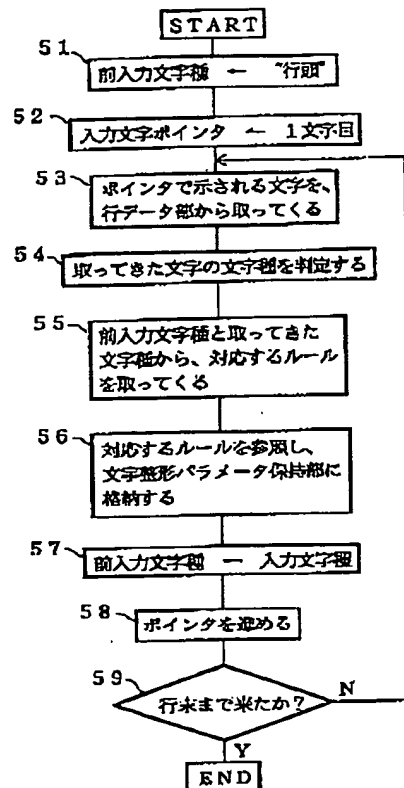 START
51
前入力文字種 ← "行頭"
52
入力文字ポインタ ← 1文字目
53
ポインタで示される文字を、
行データ部から取ってくる
54
取ってきた文字の文字種を判定する
55
前入力文字種と取ってきた
文字種から、対応するルール
を取ってくる
56
対応するルールを参照し、
文字整形パラメータ保持部に
格納する
57
前入力文字種 ー 入力文字種
58
ポインタを進める
59
行末まで来たか？
N
Y
END